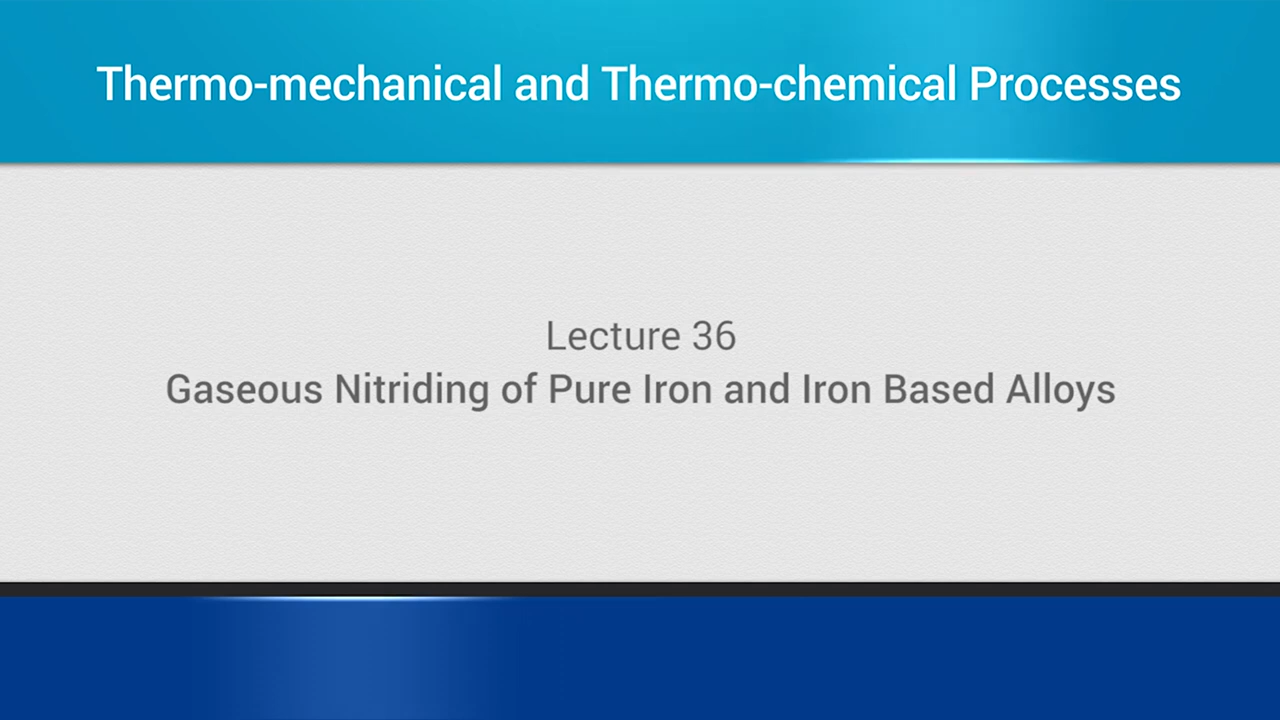 Thermo-mechanical and Thermo-chemical Processes
Lecture 36
Gaseous Nitriding of Pure Iron and Iron Based Alloys